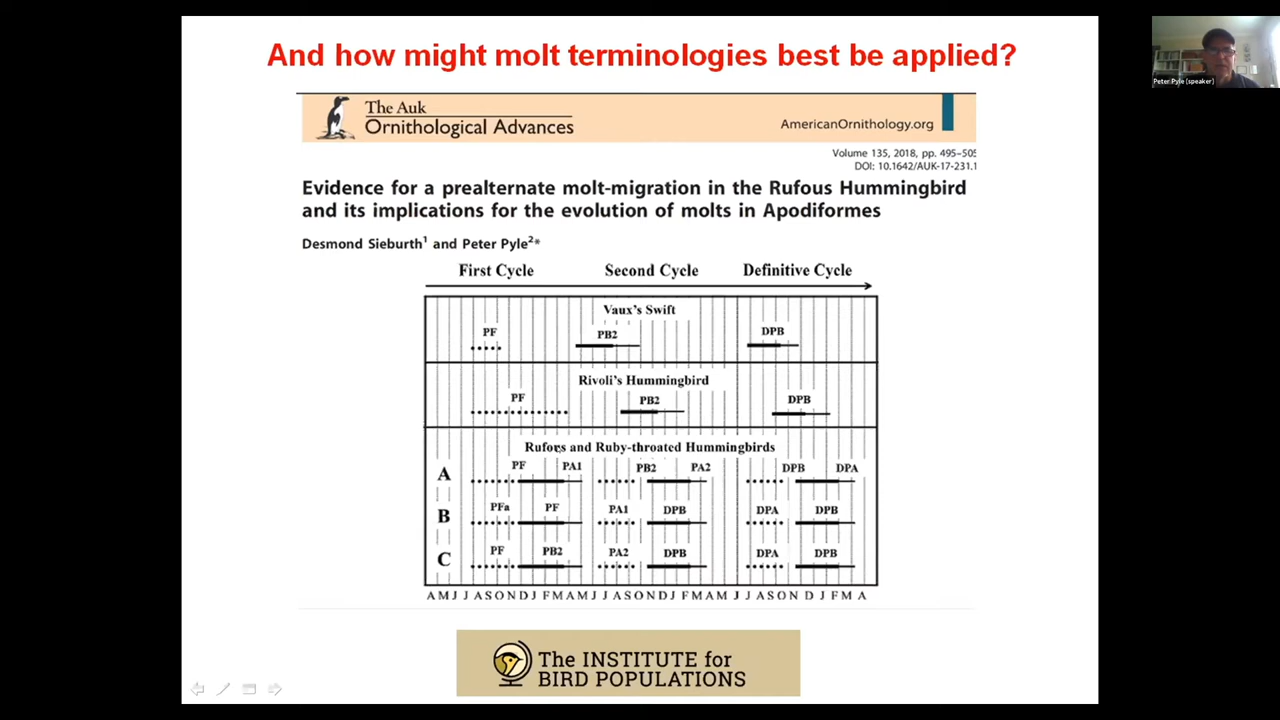 And how might molt terminologies best be applied?
Peter Pyle (speaker)
The Auk
Ornithological Advances
AmericanOrnithology.org
Volume 135, 2018, pp. 495–505
DOI: 10.1642/AUK-17-231.1
Evidence for a prealternate molt-migration in the Rufous Hummingbird
and its implications for the evolution of molts in Apodiformes
Desmond Sieburth1 and Peter Pyle2*
First Cycle Second Cycle Definitive Cycle
Vaux's Swift
PF PB2 DPB
Rivoli's Hummingbird
PF PB2 DPB
Rufous and Ruby-throated Hummingbirds
A PF PA1 PB2 PA2 DPB DPA
B PFa PF PA1 DPB DPA DPB
C PF PB2 PA2 DPB DPA DPB
A M J J A S O N D J F M A M J J A S O N D J F M A M J J A S O N D J F M A
The INSTITUTE for
BIRD POPULATIONS